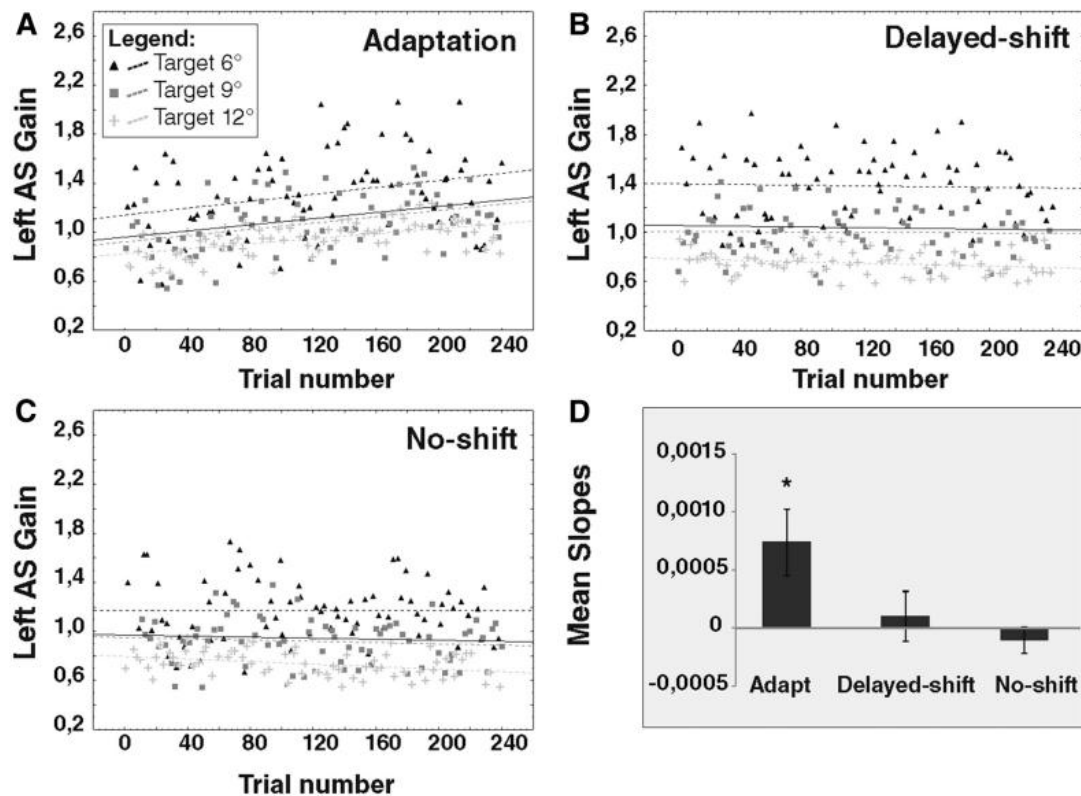 A
Adaptation
Legend:
Target 6°
Target 9°
Target 12°
Left AS Gain
2,6
2,2
1,8
1,4
1,0
0,6
0,2
0 40 80 120 160 200 240
Trial number
B
Delayed-shift
Left AS Gain
2,6
2,2
1,8
1,4
1,0
0,6
0,2
0 40 80 120 160 200 240
Trial number
C
No-shift
Left AS Gain
2,6
2,2
1,8
1,4
1,0
0,6
0,2
0 40 80 120 160 200 240
Trial number
D
Mean Slopes
0,0015
0,0010
0,0005
0
-0,0005
*
Adapt Delayed-shift No-shift